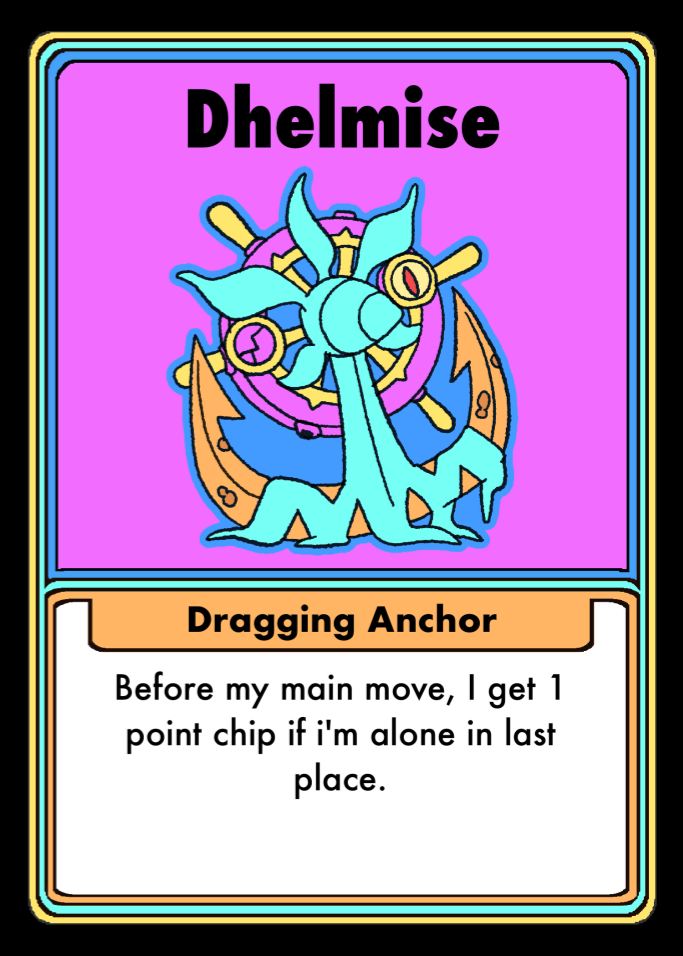 Dhelmise
Dragging Anchor
Before my main move, I get 1
point chip if i'm alone in last
place.